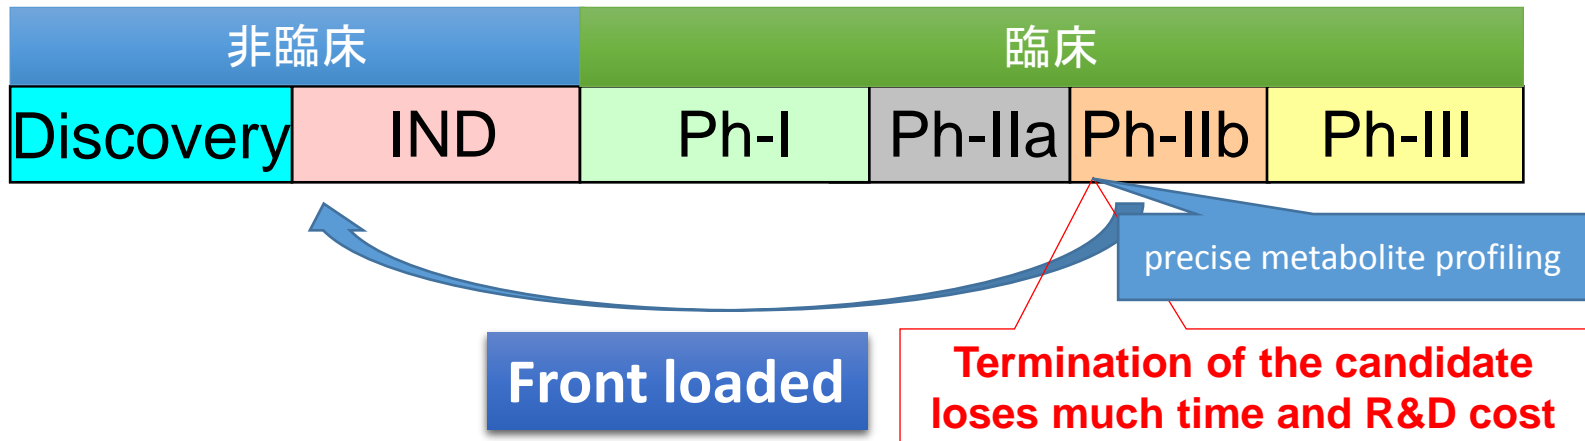 非臨床
臨床
Discovery
IND
Ph-I
Ph-IIa
Ph-IIb
Ph-III
precise metabolite profiling
Front loaded
Termination of the candidate
loses much time and R&D cost